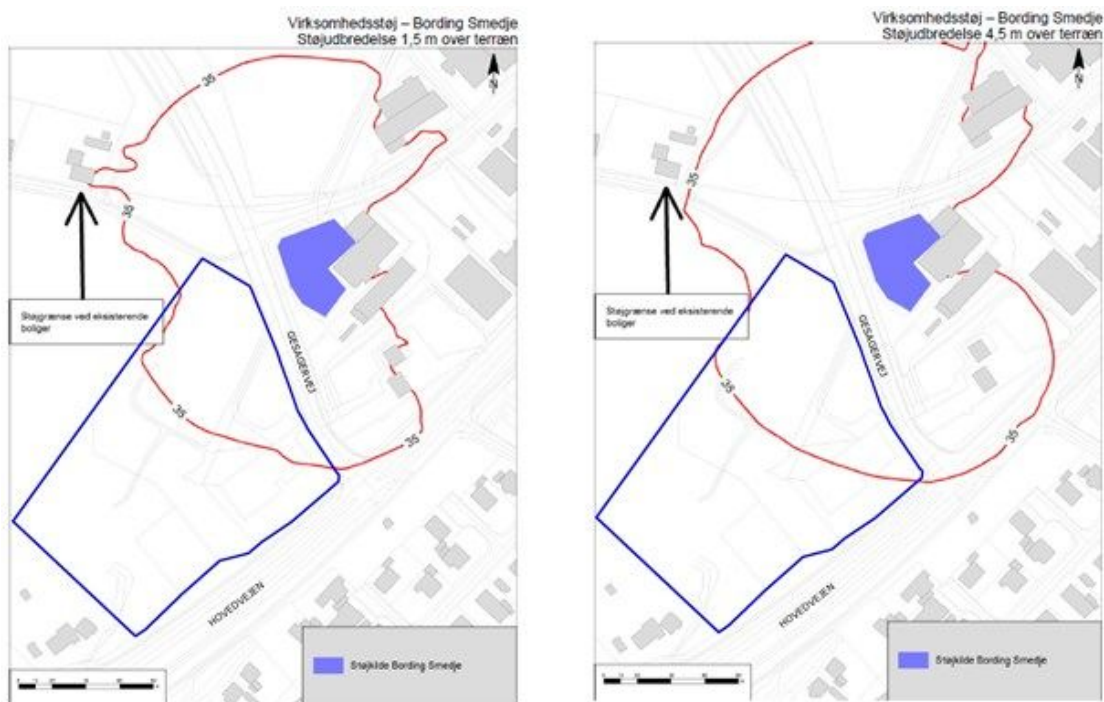 Virksomhedsstøj – Bording Smedje
Støjudbredelse 1,5 m over terræn
35
35
Støjgrænse ved eksisterende
boliger
GESAGERVEJ
35
35
HOVEDVEJEN
Støjkilde Bording Smedje
Virksomhedsstøj – Bording Smedje
Støjudbredelse 4,5 m over terræn
35
Støjgrænse ved eksisterende
boliger
GESAGERVEJ
35
35
HOVEDVEJEN
Støjkilde Bording Smedje